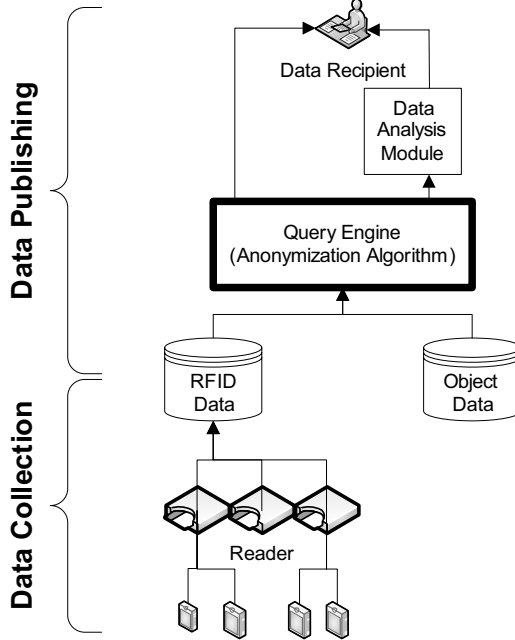 Data Publishing
Data Collection
Data Recipient
Data
Analysis
Module
Query Engine
(Anonymization Algorithm)
RFID
Data
Object
Data
Reader